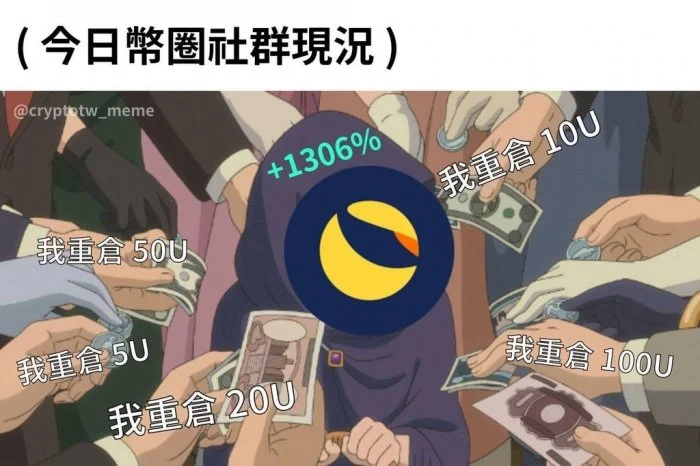 ( 今日幣圈社群現況 )
@cryptotw_meme
+1306%
我重倉 10U
我重倉 50U
我重倉 5U
我重倉 20U
我重倉 100U